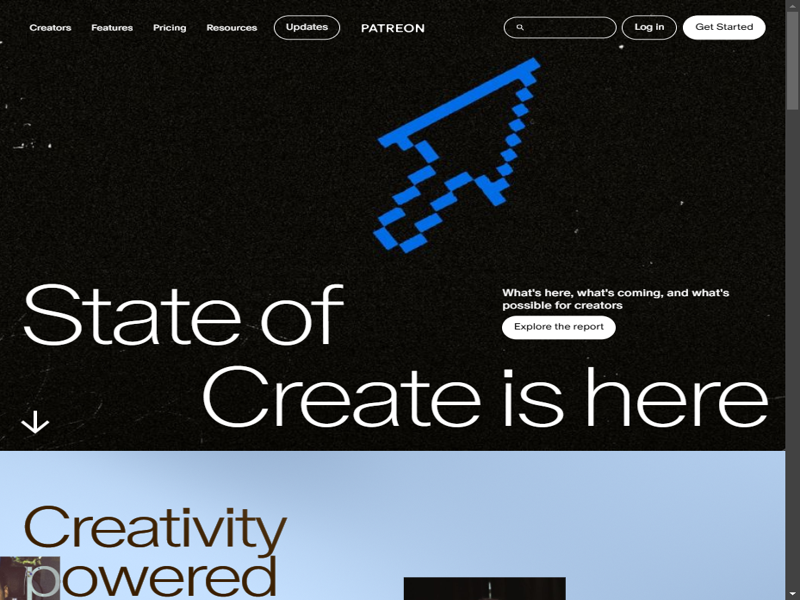 Creators
Features
Pricing
Resources
Updates
PATREON
Log in
Get Started
State of
Create is here
What's here, what's coming, and what's
possible for creators
Explore the report
Creativity
powered